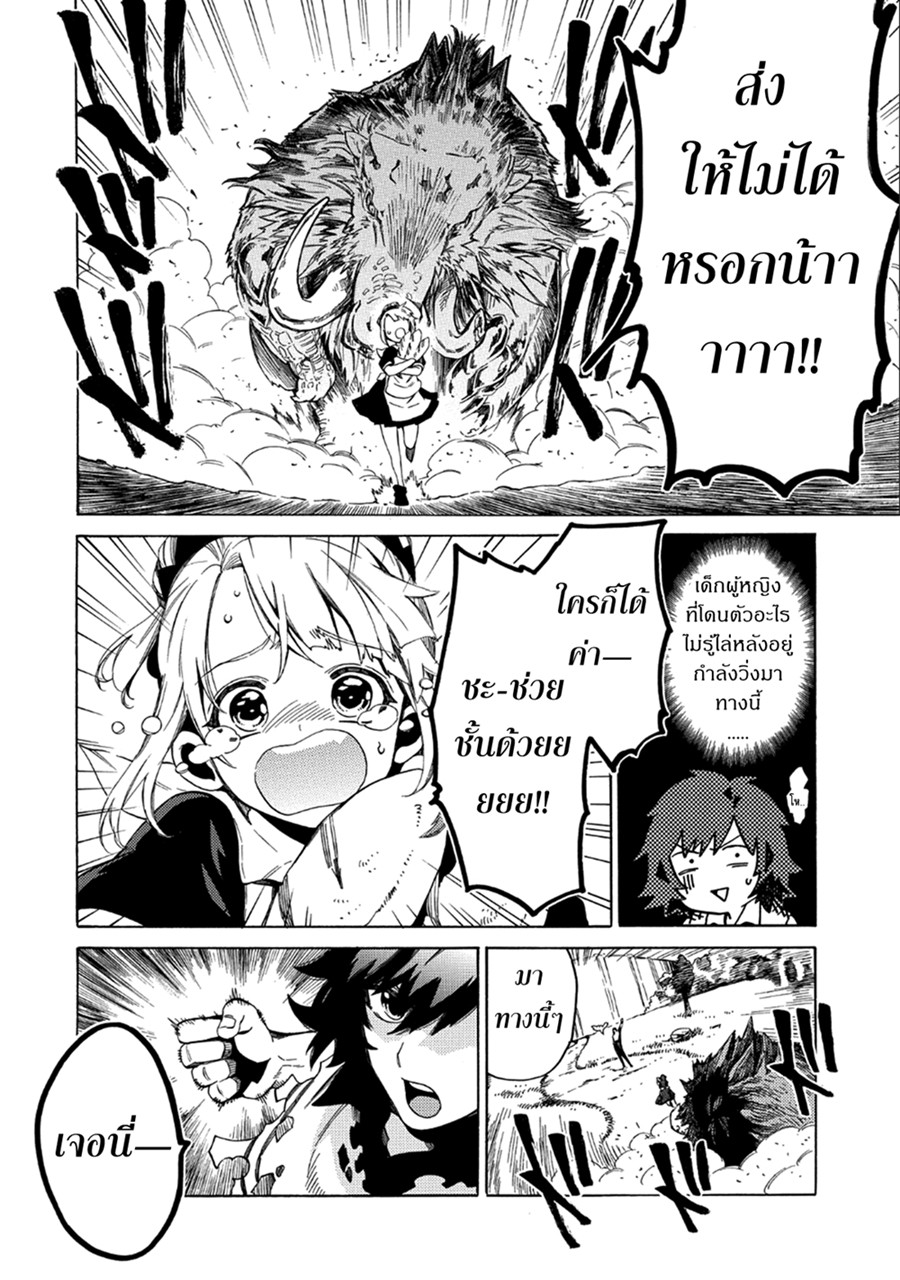 ส่ง
ให้ไม่ได้
หรอกน้าา
าาาา!!
เด็กผู้หญิง
ที่โดนตัวอะไร
ไม่รู้ไล่หลังอยู่
กำลังวิ่งมา
ทางนี้
.....
โห...
ใครก็ได้
ค่า—
ชะ-ช่วย
ชั้นด้วยย
ยยย!!
มา
ทางนี้ๆ
เจอนี่—